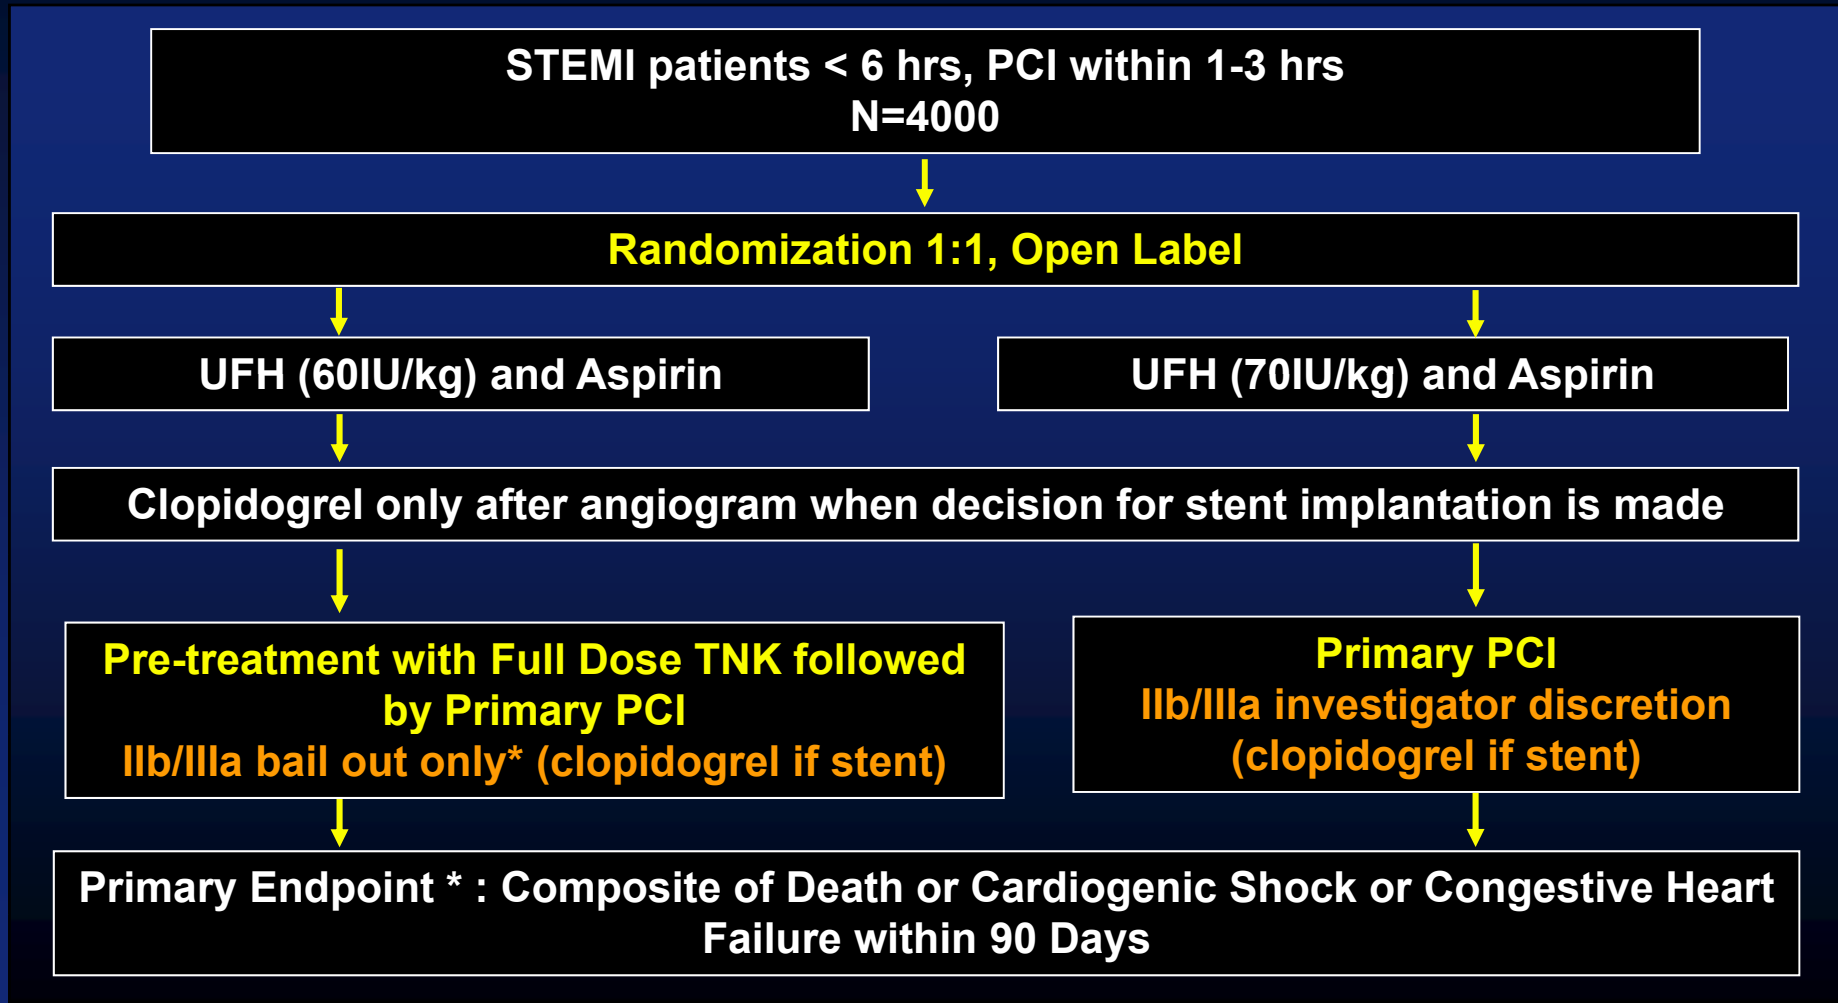 STEMI patients < 6 hrs, PCI within 1-3 hrs
N=4000
Randomization 1:1, Open Label
UFH (60IU/kg) and Aspirin
UFH (70IU/kg) and Aspirin
Clopidogrel only after angiogram when decision for stent implantation is made
Pre-treatment with Full Dose TNK followed
by Primary PCI
IIb/IIIa bail out only* (clopidogrel if stent)
Primary PCI
IIb/IIIa investigator discretion
(clopidogrel if stent)
Primary Endpoint * : Composite of Death or Cardiogenic Shock or Congestive Heart
Failure within 90 Days